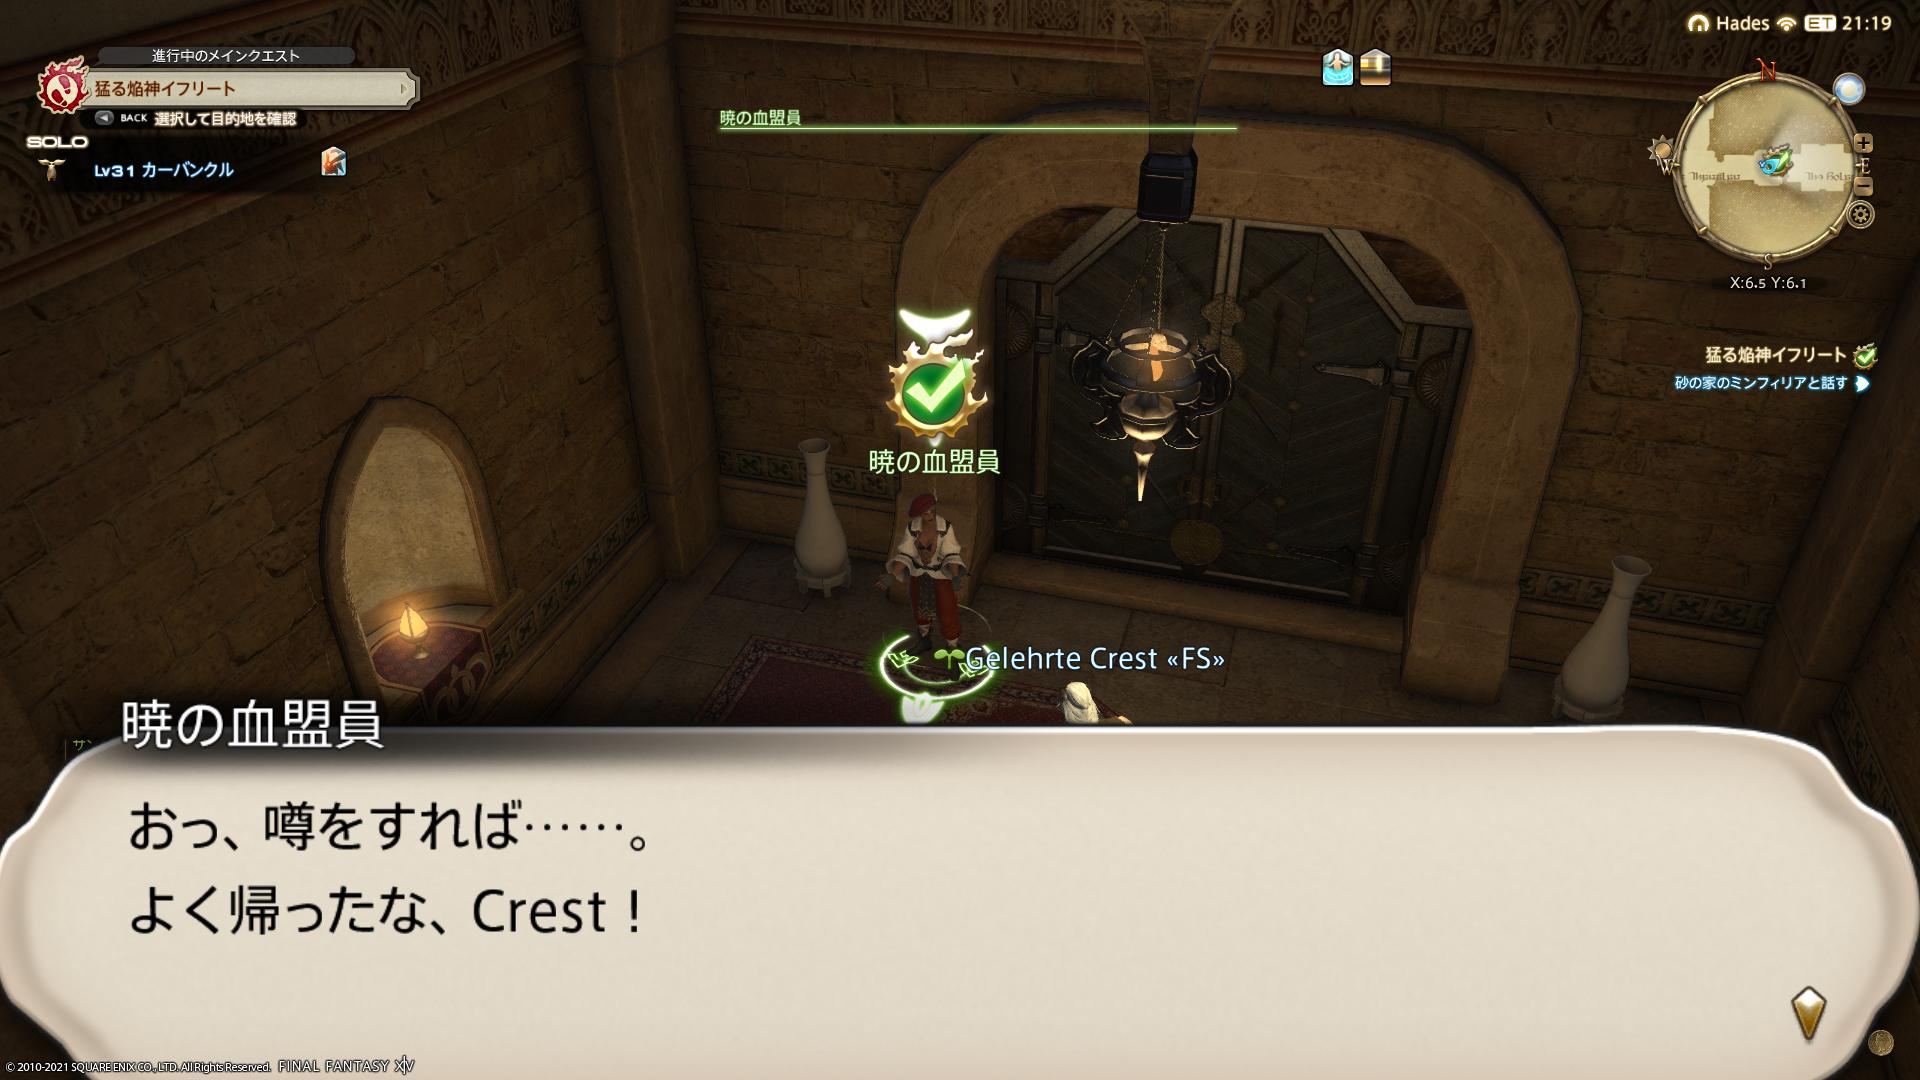 進行中のメインクエスト
猛る焔神イフリート
BACK 選択して目的地を確認
SOLO
Lv31 カーバンクル
暁の血盟員
Hades ET 21:19
N
W
E
S
X:6.5 Y:6.1
猛る焔神イフリート
砂の家のミンフィリアと話す
暁の血盟員
Gelehrte Crest «FS»
暁の血盟員
おっ、噂をすれば……。
よく帰ったな、Crest！
© 2010-2021 SQUARE ENIX CO., LTD. All Rights Reserved. FINAL FANTASY XIV